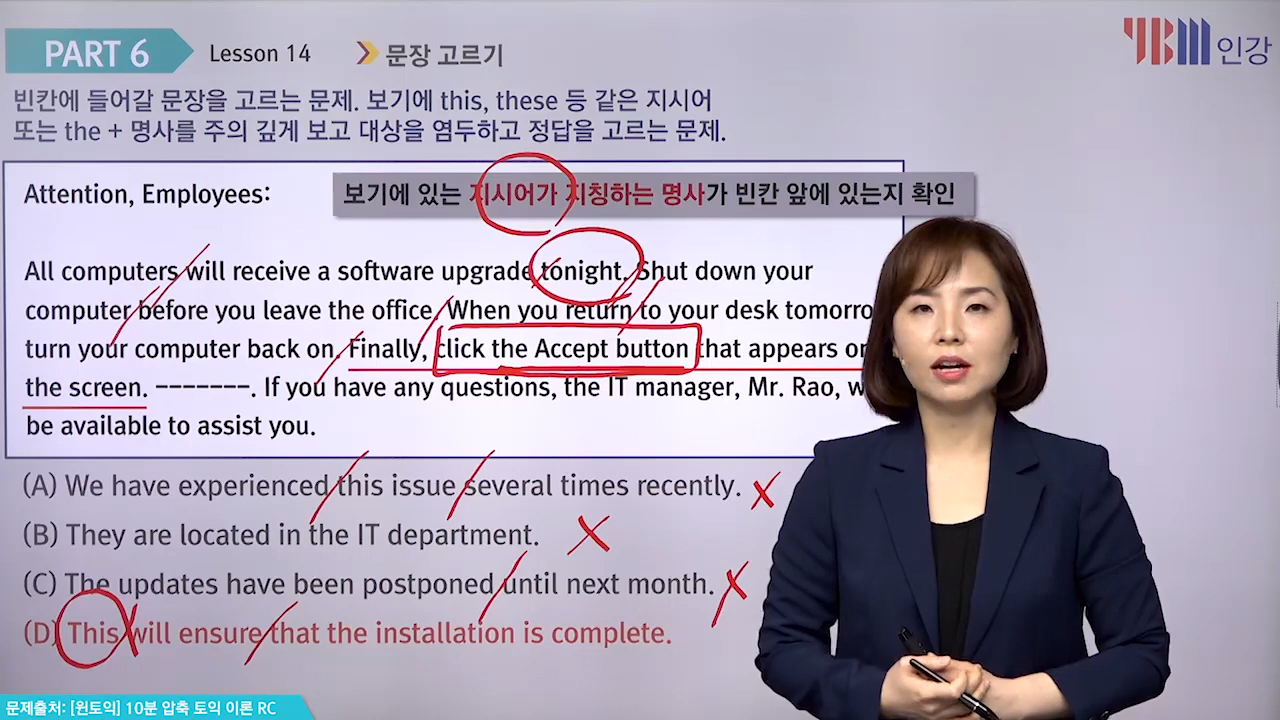 PART 6
Lesson 14
문장 고르기
YBM 인강
빈칸에 들어갈 문장을 고르는 문제. 보기에 this, these 등 같은 지시어
또는 the + 명사를 주의 깊게 보고 대상을 염두하고 정답을 고르는 문제.
Attention, Employees:
보기에 있는 지시어가 지칭하는 명사가 빈칸 앞에 있는지 확인
All computers will receive a software upgrade tonight. Shut down your
computer before you leave the office. When you return to your desk
turn your computer back on. Finally, click the Accept button that appears
the screen. -------. If you have any questions, the IT manager, Mr. Rao,
be available to assist you.
(A) We have experienced this issue several times recently.
(B) They are located in the IT department.
(C) The updates have been postponed until next month.
(D) This will ensure that the installation is complete.
문제출처: [윈토익] 10분 압축 토익 이론 RC